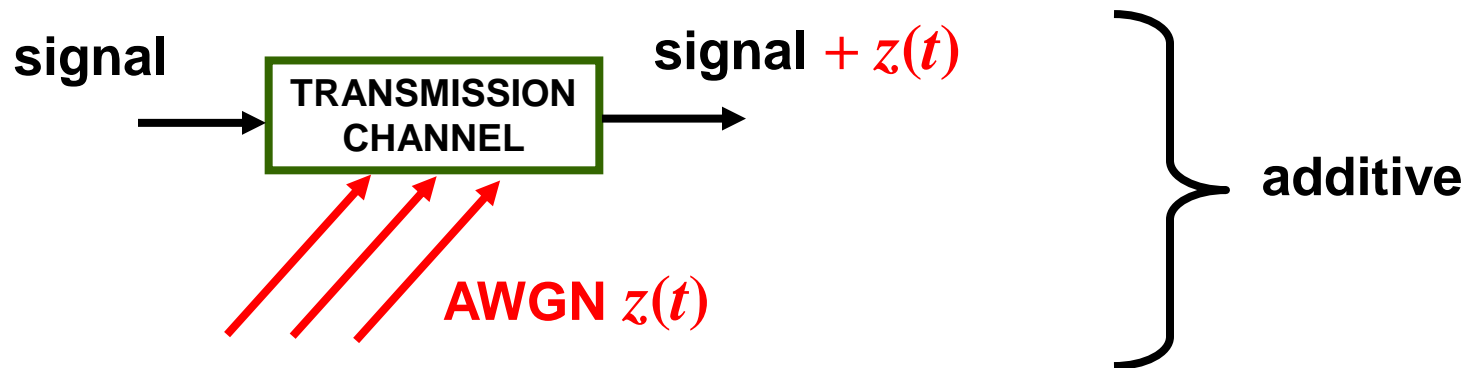 signal
TRANSMISSION
CHANNEL
signal + z(t)
additive
AWGN z(t)